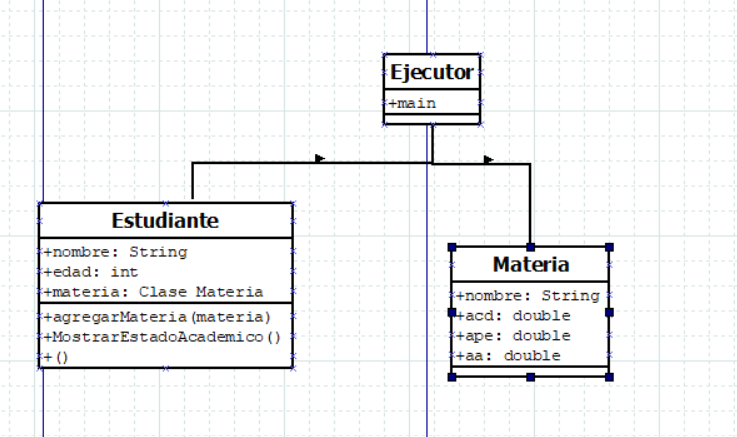 Ejecutor
+main
Estudiante
+nombre: String
+edad: int
+materia: Clase Materia
+agregarMateria(materia)
+MostrarEstadoAcademico()
+()
Materia
+nombre: String
+acd: double
+ape: double
+aa: double